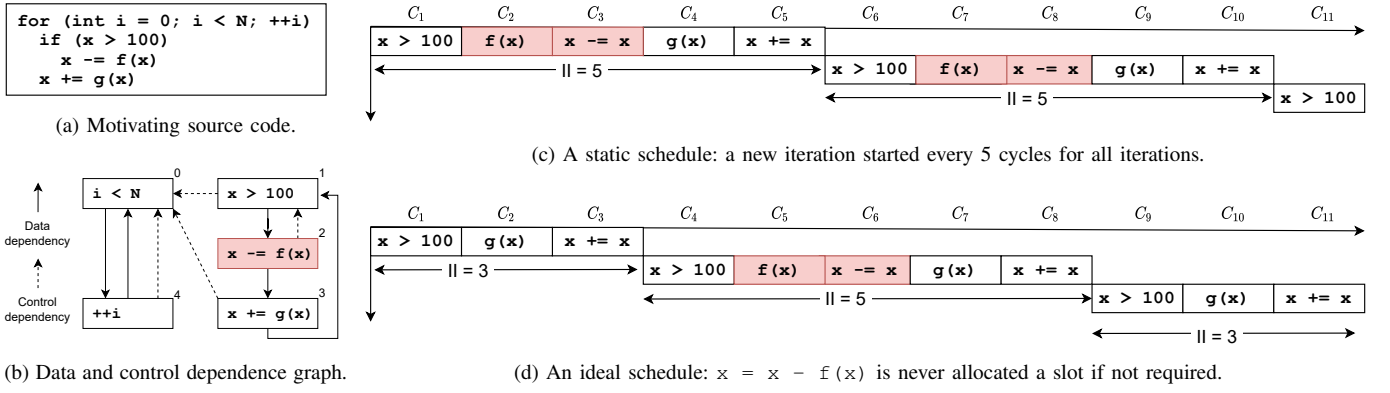 for (int i = 0; i < N; ++i)
if (x > 100)
x -= f(x)
x += g(x)
(a) Motivating source code.
Data
dependency
Control
dependency
0
i < N
1
x > 100
2
x -= f(x)
3
x += g(x)
4
++i
(b) Data and control dependence graph.
C1 C2 C3 C4 C5 C6 C7 C8 C9 C10 C11
x > 100 f(x) x -= x g(x) x += x
II = 5
x > 100 f(x) x -= x g(x) x += x
II = 5
x > 100
(c) A static schedule: a new iteration started every 5 cycles for all iterations.
C1 C2 C3 C4 C5 C6 C7 C8 C9 C10 C11
x > 100 g(x) x += x
II = 3
x > 100 f(x) x -= x g(x) x += x
II = 5
x > 100 g(x) x += x
II = 3
(d) An ideal schedule: x = x - f(x) is never allocated a slot if not required.